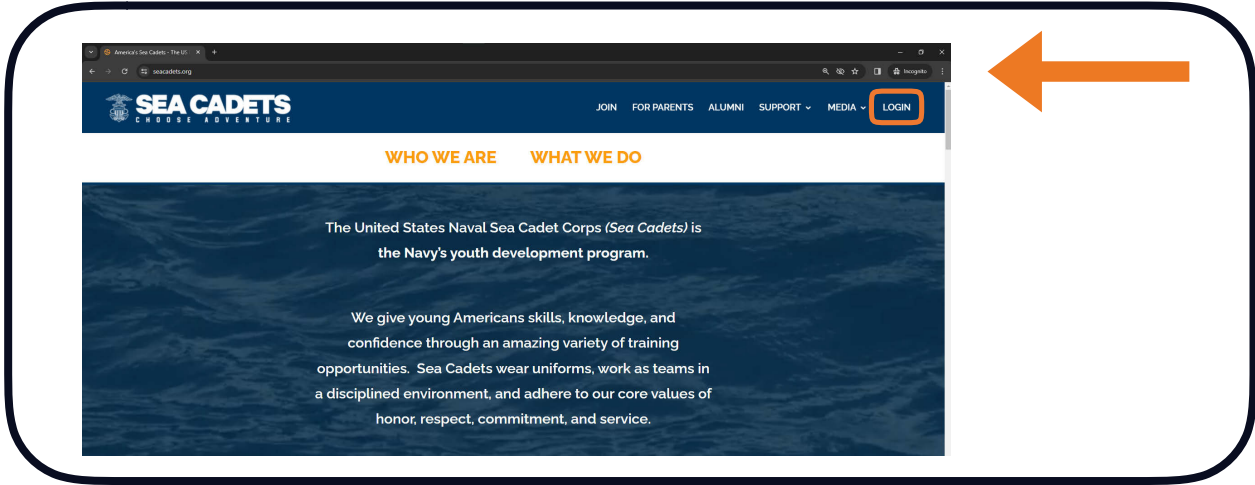 America's Sea Cadets - The US
seacadets.org
Incognito
SEA CADETS
CHOOSE ADVENTURE
JOIN FOR PARENTS ALUMNI SUPPORT MEDIA LOGIN
WHO WE ARE WHAT WE DO
The United States Naval Sea Cadet Corps (Sea Cadets) is
the Navy's youth development program.
We give young Americans skills, knowledge, and
confidence through an amazing variety of training
opportunities. Sea Cadets wear uniforms, work as teams in
a disciplined environment, and adhere to our core values of
honor, respect, commitment, and service.